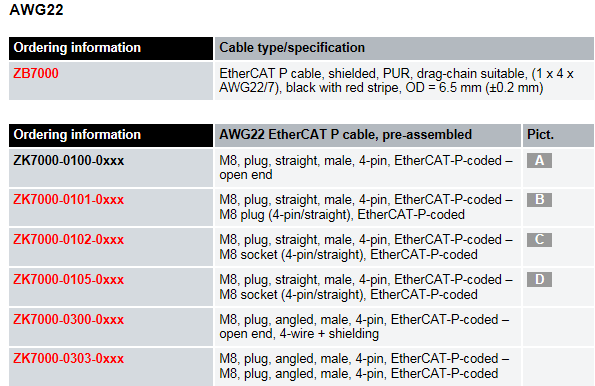 AWG22
Ordering information Cable type/specification
ZB7000 EtherCAT P cable, shielded, PUR, drag-chain suitable, (1 x 4 x
AWG22/7), black with red stripe, OD = 6.5 mm (±0.2 mm)
Ordering information AWG22 EtherCAT P cable, pre-assembled Pict.
ZK7000-0100-0xxx M8, plug, straight, male, 4-pin, EtherCAT-P-coded – A
open end
ZK7000-0101-0xxx M8, plug, straight, male, 4-pin, EtherCAT-P-coded – B
M8 plug (4-pin/straight), EtherCAT-P-coded
ZK7000-0102-0xxx M8, plug, straight, male, 4-pin, EtherCAT-P-coded – C
M8 socket (4-pin/straight), EtherCAT-P-coded
ZK7000-0105-0xxx M8, plug, straight, male, 4-pin, EtherCAT-P-coded – D
M8 socket (4-pin/straight), EtherCAT-P-coded
ZK7000-0300-0xxx M8, plug, angled, male, 4-pin, EtherCAT-P-coded –
open end, 4-wire + shielding
ZK7000-0303-0xxx M8, plug, angled, male, 4-pin, EtherCAT-P-coded –
M8, plug, angled, male, 4-pin, EtherCAT-P-coded